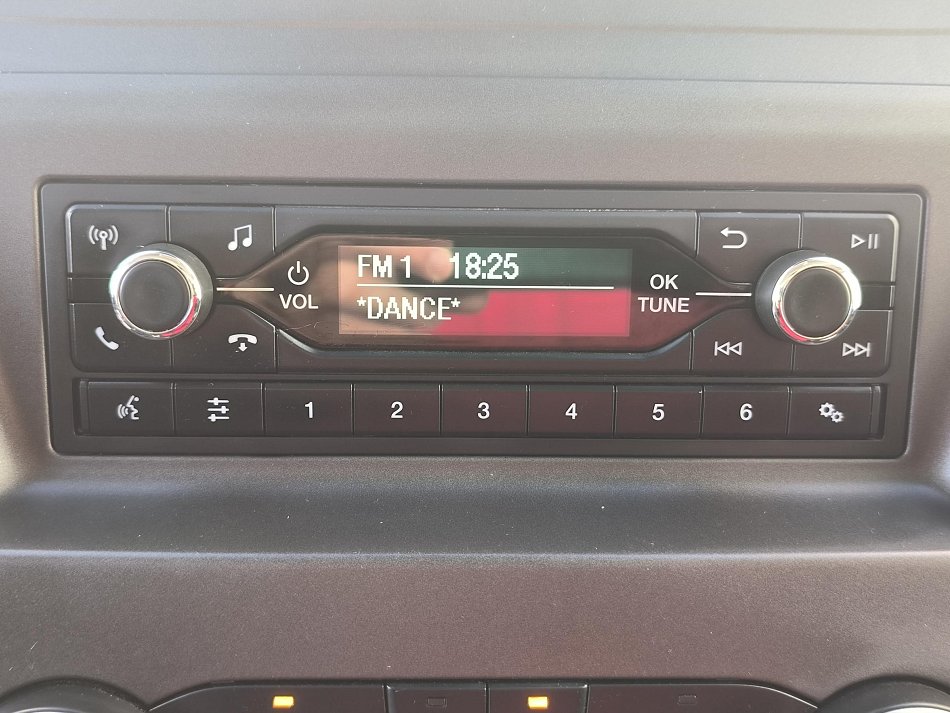 FM 1 18:25
*DANCE*
VOL
OK
TUNE
1 2 3 4 5 6